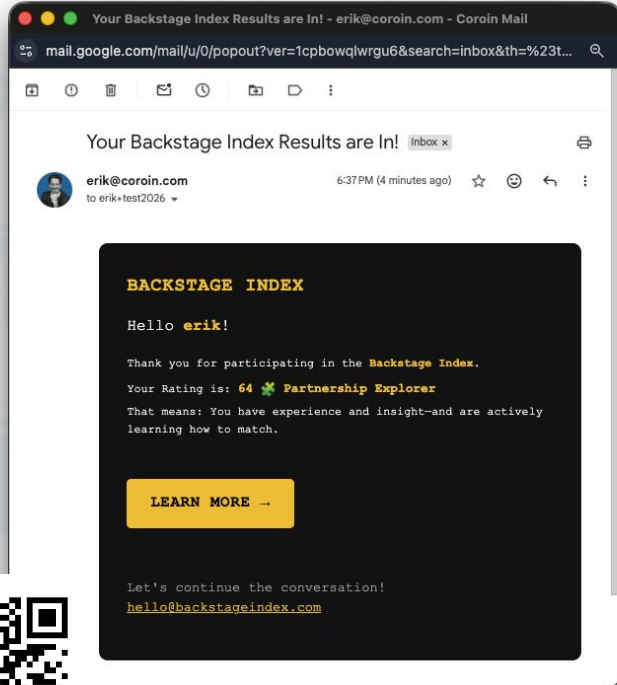 Your Backstage Index Results are In! - erik@coroin.com - Coroin Mail
mail.google.com/mail/u/0/popout?ver=1cpbowqlwrgu6&search=inbox&th=%23t...
Your Backstage Index Results are In! Inbox x
erik@coroin.com 6:37 PM (4 minutes ago)
to erik+test2026
BACKSTAGE INDEX
Hello erik!
Thank you for participating in the Backstage Index.
Your Rating is: 64 🧩 Partnership Explorer
That means: You have experience and insight—and are actively
learning how to match.
LEARN MORE →
Let's continue the conversation!
hello@backstageindex.com